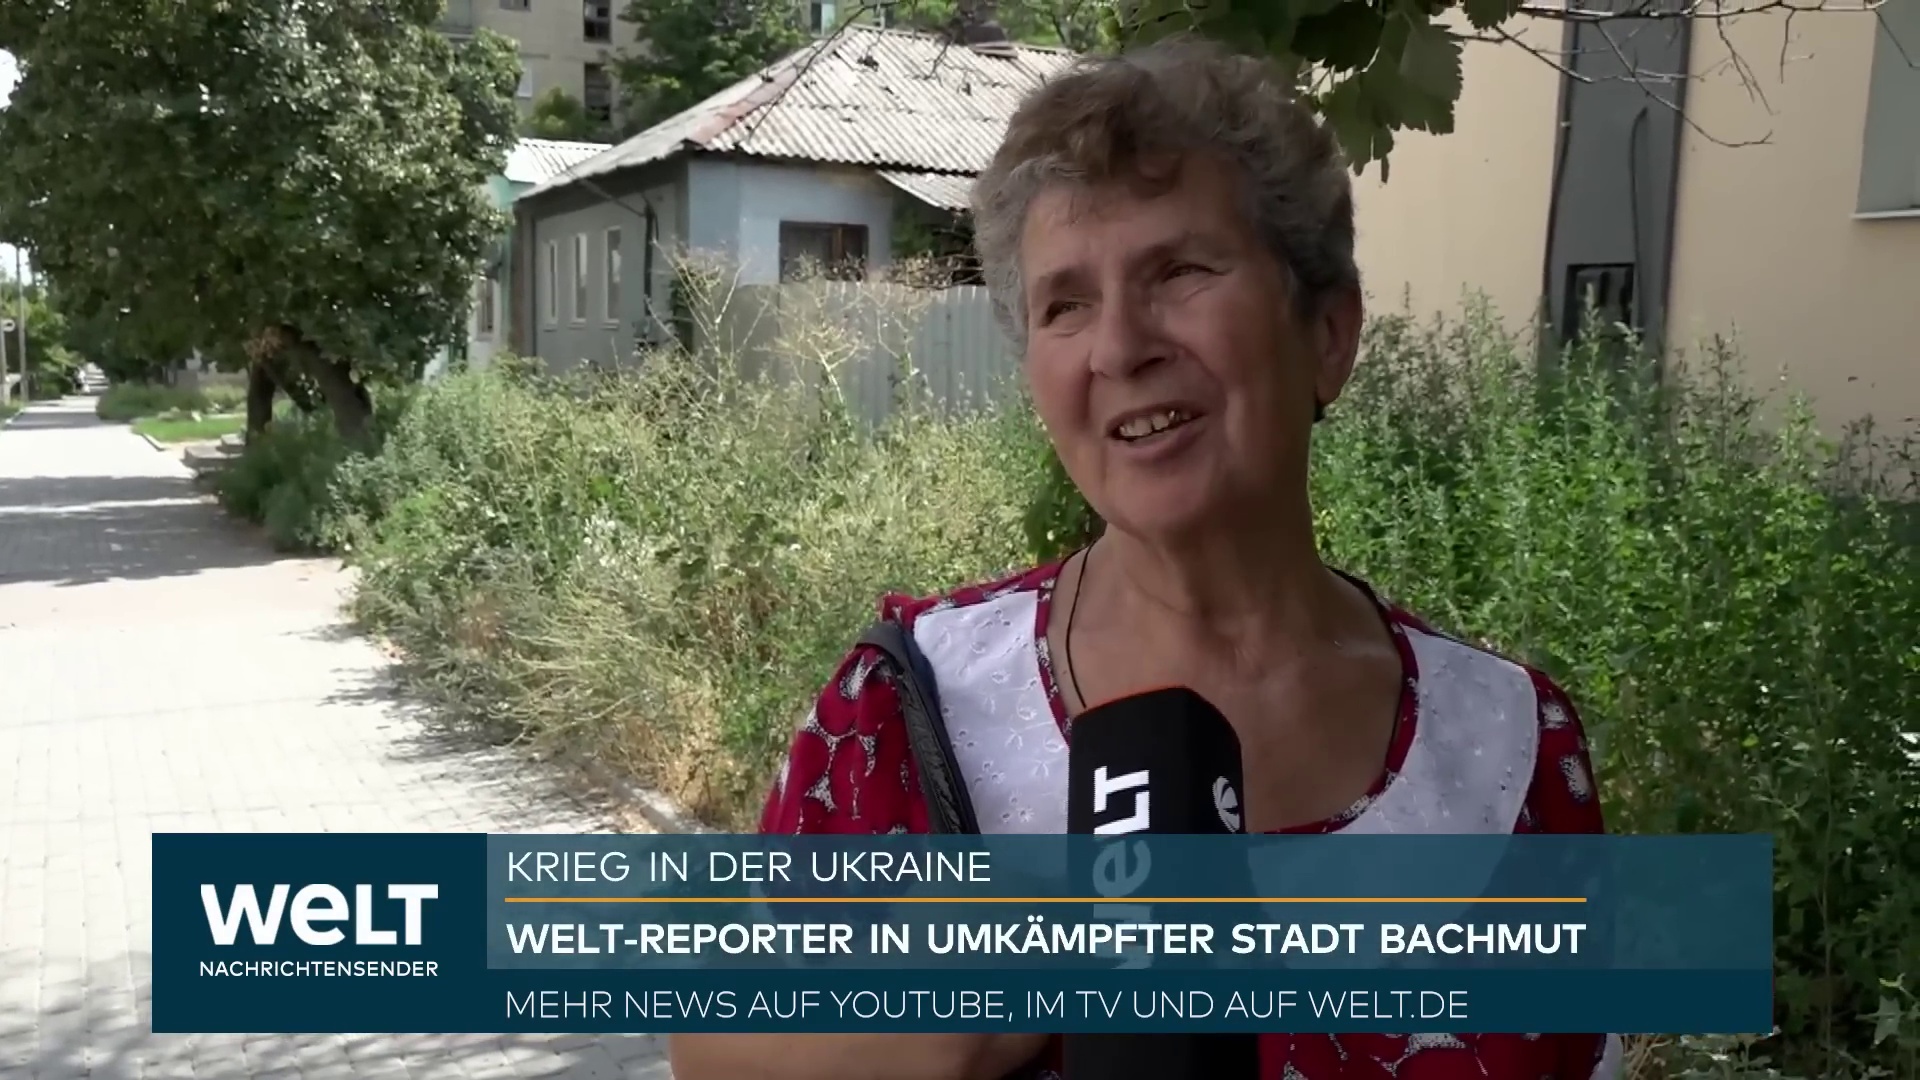 KRIEG IN DER UKRAINE
WELT
WELT-REPORTER IN UMKÄMPFTER STADT BACHMUT
WELT
NACHRICHTENSENDER
MEHR NEWS AUF YOUTUBE, IM TV UND AUF WELT.DE